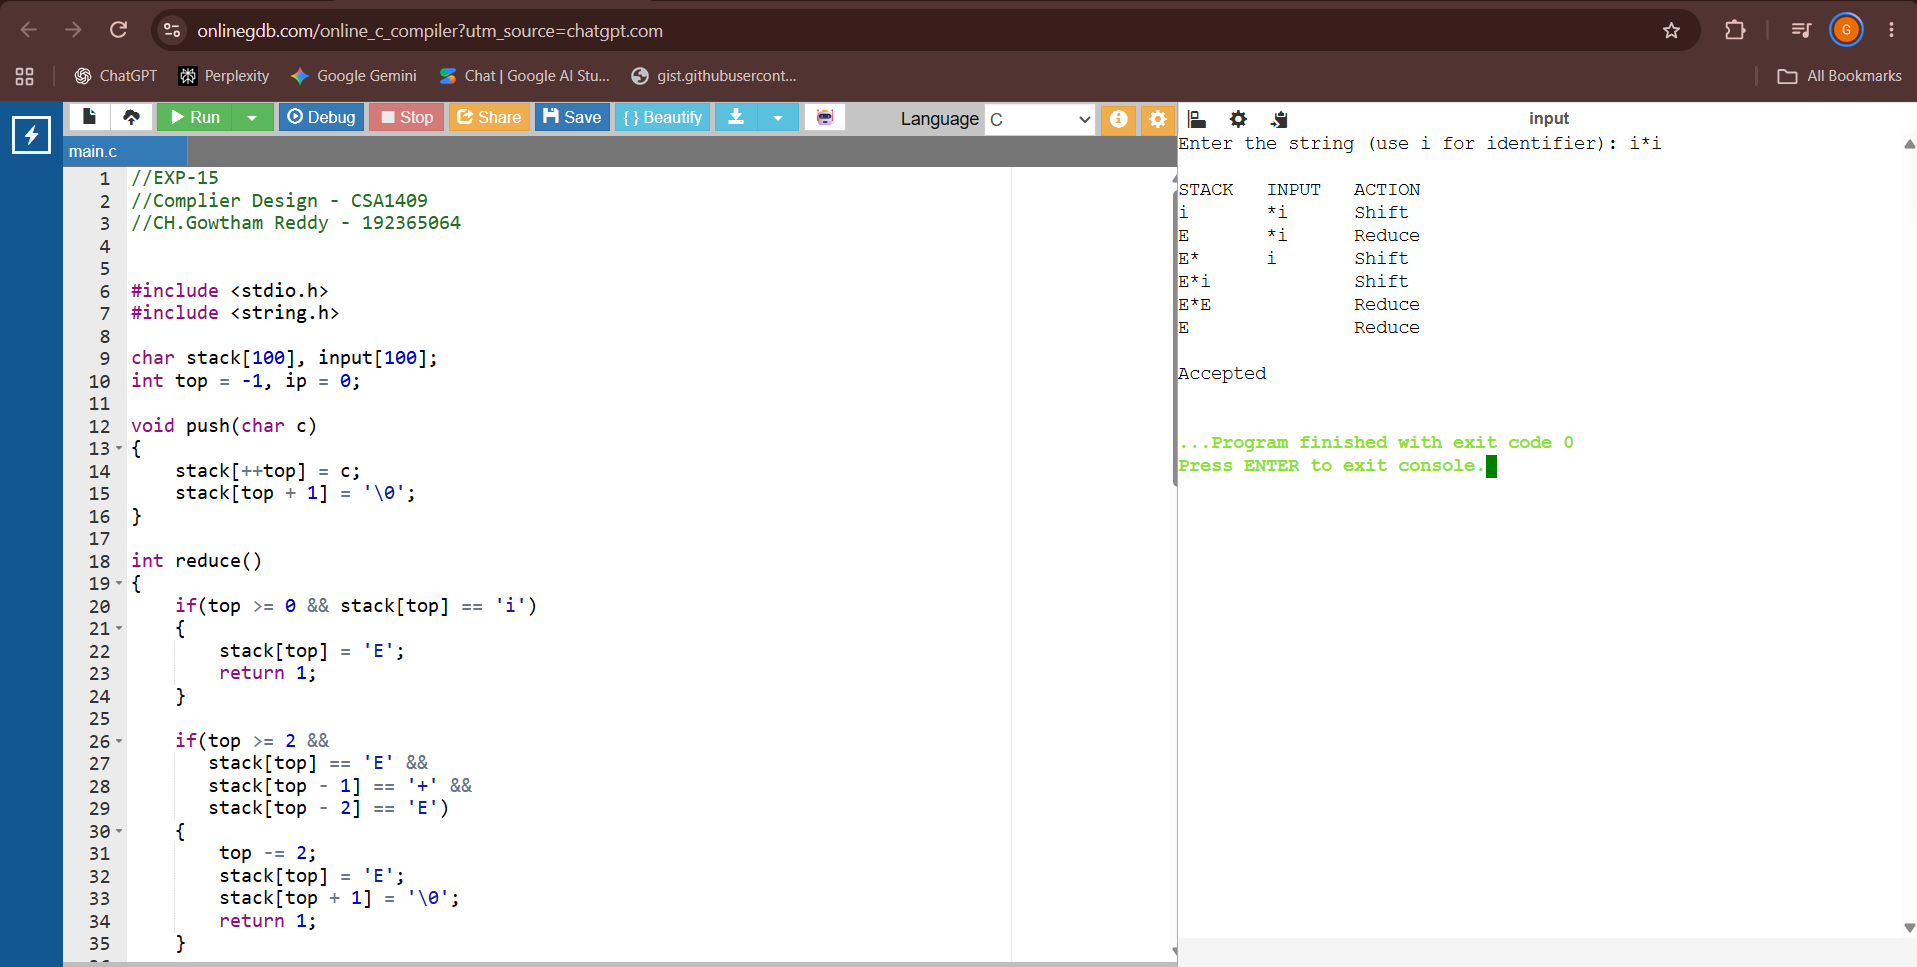 onlinegdb.com/online_c_compiler?utm_source=chatgpt.com
G
ChatGPT
Perplexity
Google Gemini
Chat | Google AI Stu...
gist.githubusercont...
All Bookmarks
Run
Debug
Stop
Share
Save
{ } Beautify
Language
C
input
main.c
1 //EXP-15
2 //Complier Design - CSA1409
3 //CH.Gowtham Reddy - 192365064
4
5
6 #include <stdio.h>
7 #include <string.h>
8
9 char stack[100], input[100];
10 int top = -1, ip = 0;
11
12 void push(char c)
13 {
14     stack[++top] = c;
15     stack[top + 1] = '\0';
16 }
17
18 int reduce()
19 {
20     if(top >= 0 && stack[top] == 'i')
21     {
22         stack[top] = 'E';
23         return 1;
24     }
25
26     if(top >= 2 &&
27        stack[top] == 'E' &&
28        stack[top - 1] == '+' &&
29        stack[top - 2] == 'E')
30     {
31         top -= 2;
32         stack[top] = 'E';
33         stack[top + 1] = '\0';
34         return 1;
35     }
Enter the string (use i for identifier): i*i
STACK   INPUT   ACTION
i       *i      Shift
E       *i      Reduce
E*      i       Shift
E*i             Shift
E*E             Reduce
E               Reduce
Accepted
...Program finished with exit code 0
Press ENTER to exit console.